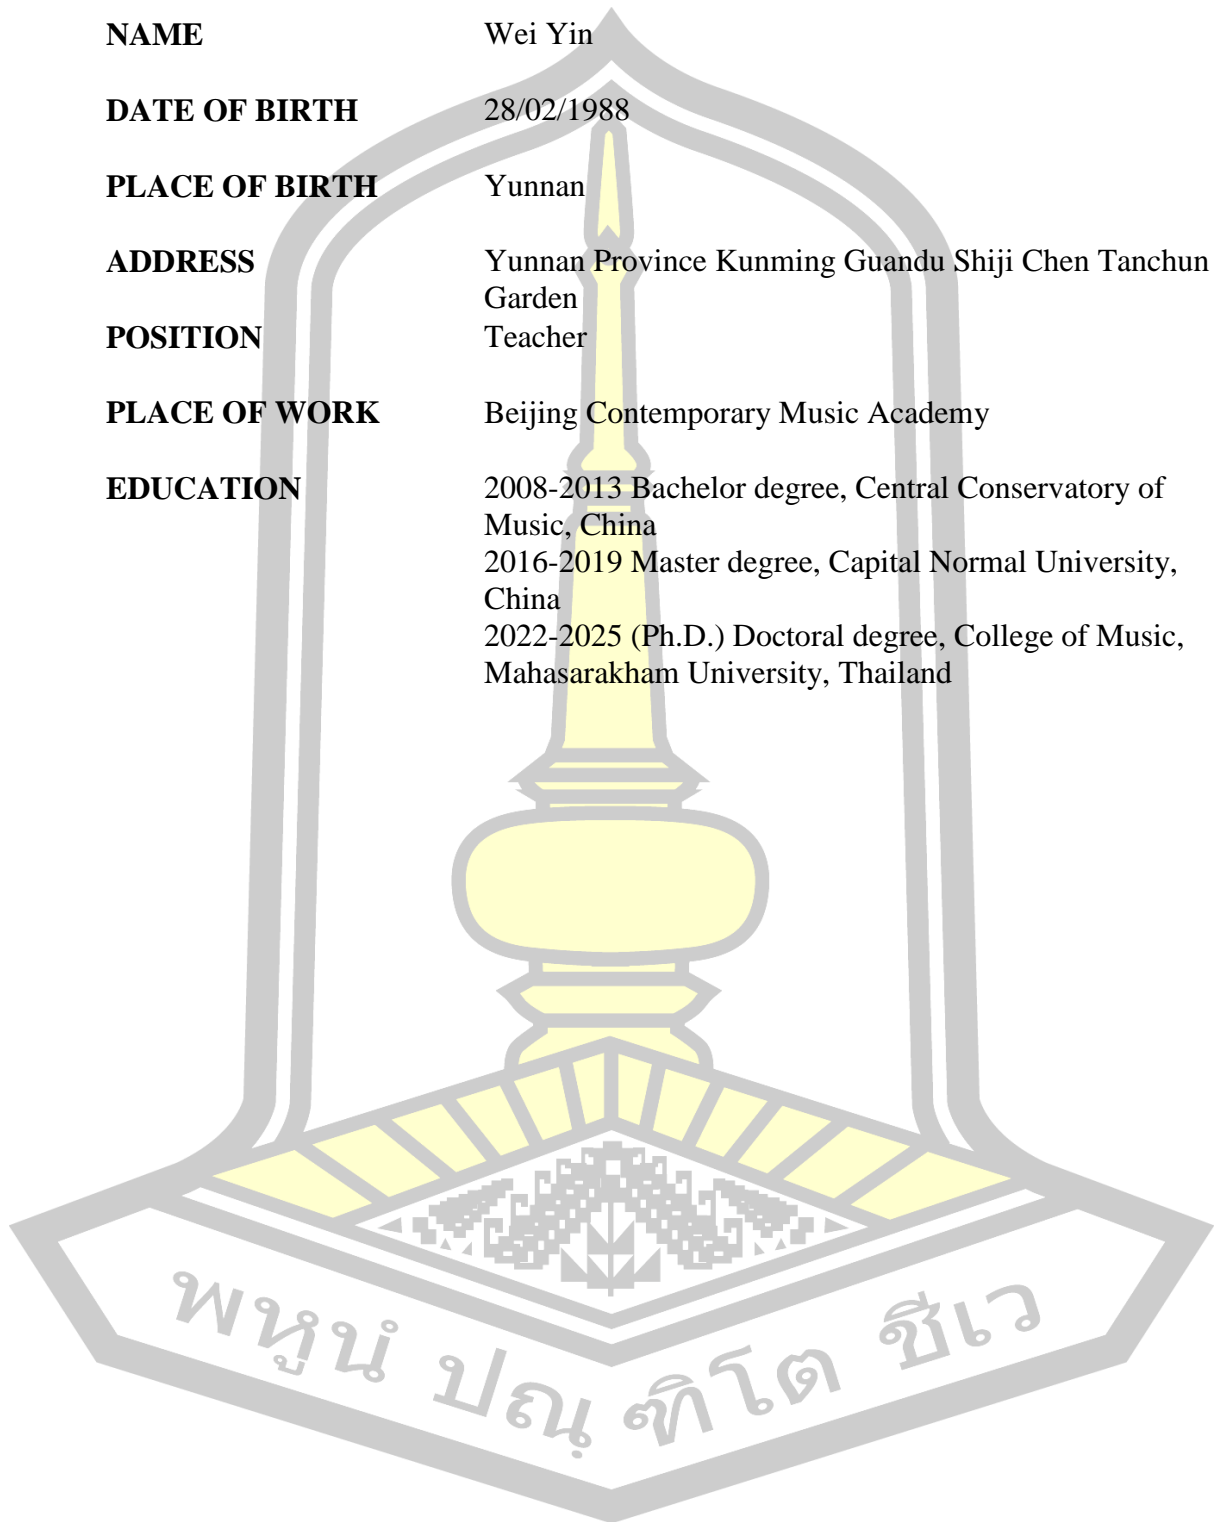 NAME Wei Yin
DATE OF BIRTH 28/02/1988
PLACE OF BIRTH Yunnan
ADDRESS Yunnan Province Kunming Guandu Shiji Chen Tanchun
Garden
POSITION Teacher
PLACE OF WORK Beijing Contemporary Music Academy
EDUCATION 2008-2013 Bachelor degree, Central Conservatory of
Music, China
2016-2019 Master degree, Capital Normal University,
China
2022-2025 (Ph.D.) Doctoral degree, College of Music,
Mahasarakham University, Thailand
พหูนํ ปณฺ ฑิโต ชีเว